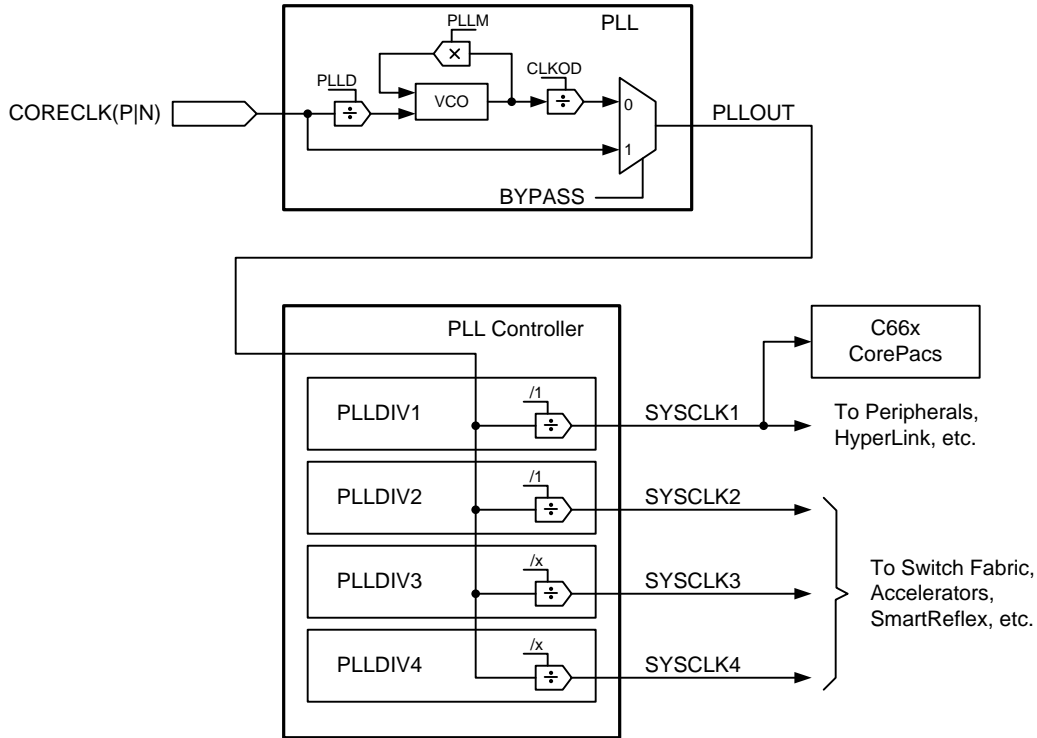 PLL
PLLM
×
PLLD
÷
VCO
CLKOD
÷
0
1
CORECLK(P|N)
PLLOUT
BYPASS
PLL Controller
C66x
CorePacs
PLLDIV1
/1
÷
SYSCLK1
To Peripherals,
HyperLink, etc.
PLLDIV2
/1
÷
SYSCLK2
PLLDIV3
/x
÷
SYSCLK3
To Switch Fabric,
Accelerators,
SmartReflex, etc.
PLLDIV4
/x
÷
SYSCLK4